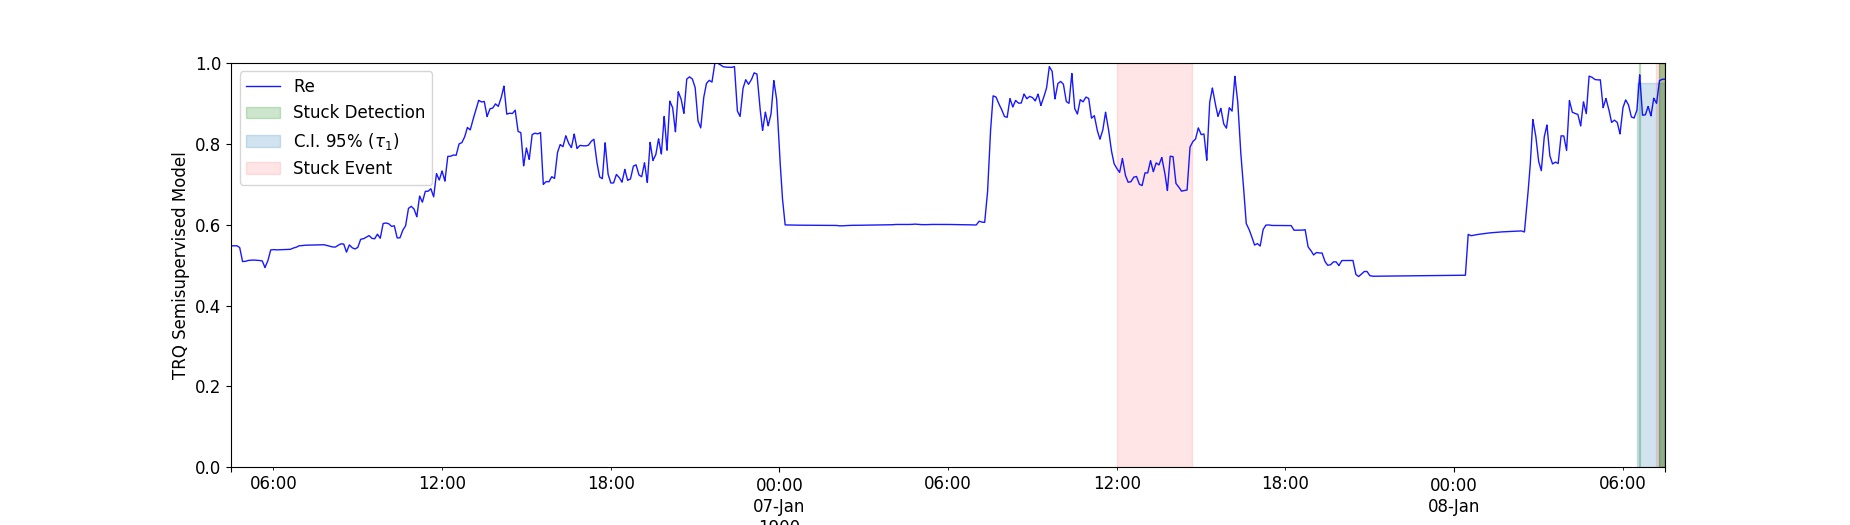 TRQ Semisupervised Model
1.0
0.8
0.6
0.4
0.2
0.0
Re
Stuck Detection
C.I. 95% (τ₁)
Stuck Event
06:00 12:00 18:00 00:00 06:00 12:00 18:00 00:00 06:00
07-Jan 08-Jan
1900